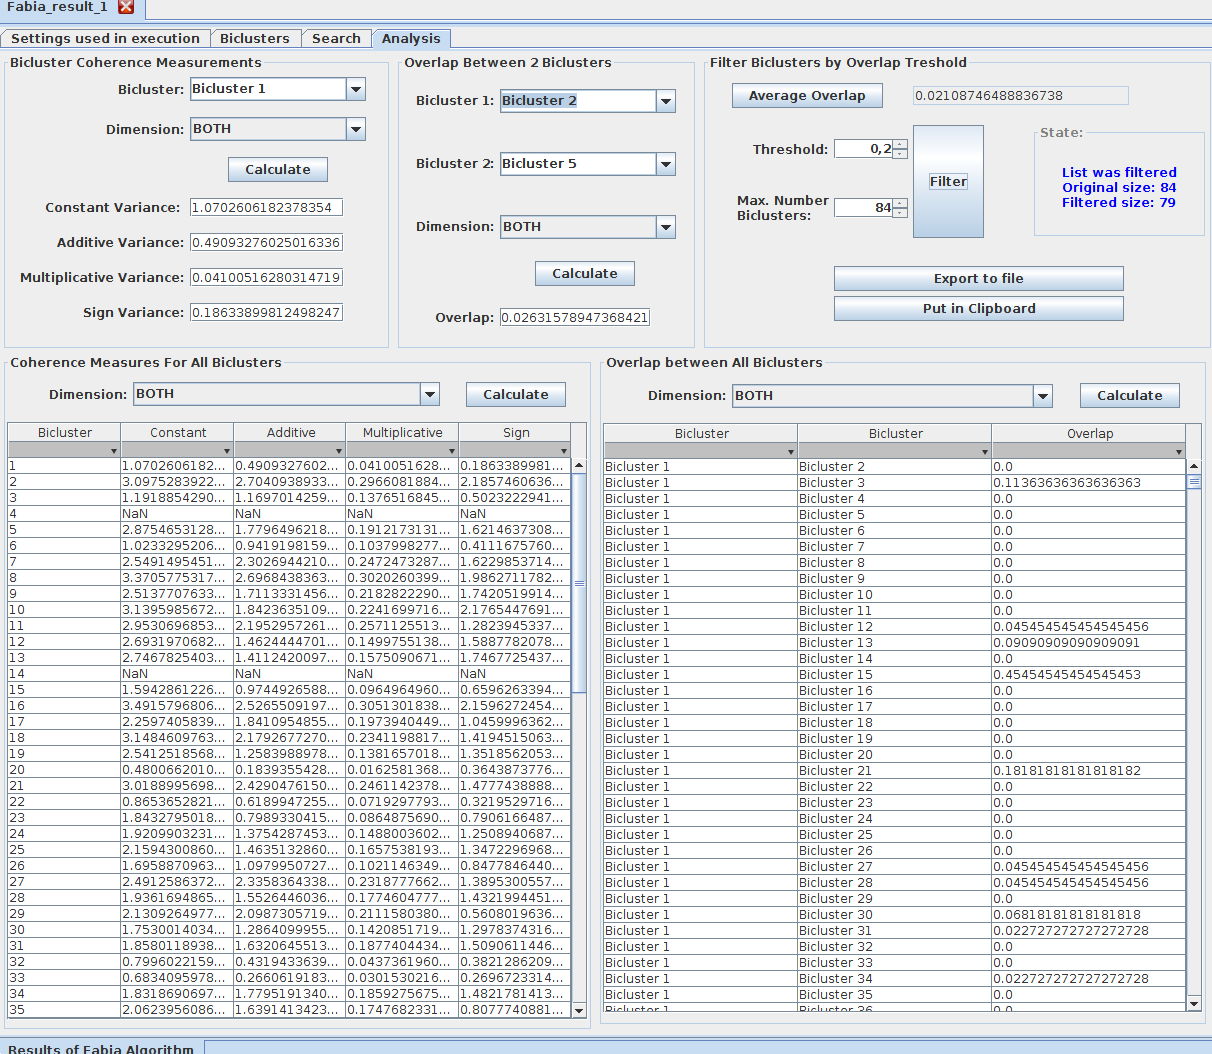 Fabia_result_1
Settings used in execution Biclusters Search Analysis
Bicluster Coherence Measurements
Bicluster: Bicluster 1
Dimension: BOTH
Calculate
Constant Variance: 1.0702606182378354
Additive Variance: 0.49093276025016336
Multiplicative Variance: 0.04100516280314719
Sign Variance: 0.18633899812498247
Overlap Between 2 Biclusters
Bicluster 1: Bicluster 2
Bicluster 2: Bicluster 5
Dimension: BOTH
Calculate
Overlap: 0.02631578947368421
Filter Biclusters by Overlap Treshold
Average Overlap 0.02108746488836738
Threshold: 0,2
Max. Number
Biclusters: 84
Filter
State:
List was filtered
Original size: 84
Filtered size: 79
Export to file
Put in Clipboard
Coherence Measures For All Biclusters
Dimension: BOTH Calculate
Bicluster Constant Additive Multiplicative Sign
1 1.0702606182... 0.4909327602... 0.0410051628... 0.1863389981...
2 3.0975283922... 2.7040938933... 0.2966081884... 2.1857460636...
3 1.1918854290... 1.1697014259... 0.1376516845... 0.5023222941...
4 NaN NaN NaN NaN
5 2.8754653128... 1.7796496218... 0.1912173131... 1.6214637308...
6 1.0233295206... 0.9419198159... 0.1037998277... 0.4111675760...
7 2.5491495451... 2.3026944210... 0.2472473287... 1.6229853714...
8 3.3705775317... 2.6968438363... 0.3020260399... 1.9862711782...
9 2.5137707633... 1.7113331456... 0.2182822290... 1.7420519914...
10 3.1395985672... 1.8423635109... 0.2241699716... 2.1765447691...
11 2.9530696853... 2.1952957261... 0.2571125513... 1.2823945337...
12 2.6931970682... 1.4624444701... 0.1499755138... 1.5887782078...
13 2.7467825403... 1.4112420097... 0.1575090671... 1.7467725437...
14 NaN NaN NaN NaN
15 1.5942861226... 0.9744926588... 0.0964964960... 0.6596263394...
16 3.4915796806... 2.5265509197... 0.3051301838... 2.1596272454...
17 2.2597405839... 1.8410954855... 0.1973940449... 1.0459996362...
18 3.1484609763... 2.1792677270... 0.2341198817... 1.4194515063...
19 2.5412518568... 1.2583988978... 0.1381657018... 1.3518562053...
20 0.4800662010... 0.1839355428... 0.0162581368... 0.3643873776...
21 3.0188995698... 2.4290476150... 0.2461142378... 1.4777438888...
22 0.8653652821... 0.6189947255... 0.0719297793... 0.3219529716...
23 1.8432795018... 0.7989330415... 0.0864875690... 0.7906166487...
24 1.9209903231... 1.3754287453... 0.1488003602... 1.2508940687...
25 2.1594300860... 1.4635132860... 0.1657538193... 1.3472296968...
26 1.6958870963... 1.0979950727... 0.1021146349... 0.8477846440...
27 2.4912586372... 2.3358364338... 0.2318777662... 1.3895300557...
28 1.9361694865... 1.5526446036... 0.1774604777... 1.4321994451...
29 2.1309264977... 2.0987305719... 0.2111580380... 0.5608019636...
30 1.7530014034... 1.2864099955... 0.1420851719... 1.2978374316...
31 1.8580118938... 1.6320645513... 0.1877404434... 1.5090611446...
32 0.7996022159... 0.4319433639... 0.0437361960... 0.3821286209...
33 0.6834095978... 0.2660619183... 0.0301530216... 0.2696723314...
34 1.8318690697... 1.7795191340... 0.1859275675... 1.4821781413...
35 2.0623956086... 1.6391413423... 0.1747682331... 0.8077740881...
Overlap between All Biclusters
Dimension: BOTH Calculate
Bicluster Bicluster Overlap
Bicluster 1 Bicluster 2 0.0
Bicluster 1 Bicluster 3 0.11363636363636363
Bicluster 1 Bicluster 4 0.0
Bicluster 1 Bicluster 5 0.0
Bicluster 1 Bicluster 6 0.0
Bicluster 1 Bicluster 7 0.0
Bicluster 1 Bicluster 8 0.0
Bicluster 1 Bicluster 9 0.0
Bicluster 1 Bicluster 10 0.0
Bicluster 1 Bicluster 11 0.0
Bicluster 1 Bicluster 12 0.045454545454545456
Bicluster 1 Bicluster 13 0.09090909090909091
Bicluster 1 Bicluster 14 0.0
Bicluster 1 Bicluster 15 0.45454545454545453
Bicluster 1 Bicluster 16 0.0
Bicluster 1 Bicluster 17 0.0
Bicluster 1 Bicluster 18 0.0
Bicluster 1 Bicluster 19 0.0
Bicluster 1 Bicluster 20 0.0
Bicluster 1 Bicluster 21 0.18181818181818182
Bicluster 1 Bicluster 22 0.0
Bicluster 1 Bicluster 23 0.0
Bicluster 1 Bicluster 24 0.0
Bicluster 1 Bicluster 25 0.0
Bicluster 1 Bicluster 26 0.0
Bicluster 1 Bicluster 27 0.045454545454545456
Bicluster 1 Bicluster 28 0.045454545454545456
Bicluster 1 Bicluster 29 0.0
Bicluster 1 Bicluster 30 0.06818181818181818
Bicluster 1 Bicluster 31 0.022727272727272728
Bicluster 1 Bicluster 32 0.0
Bicluster 1 Bicluster 33 0.0
Bicluster 1 Bicluster 34 0.022727272727272728
Bicluster 1 Bicluster 35 0.0
Bicluster 1 Bicluster 36 0.0
Results of Fabia Algorithm